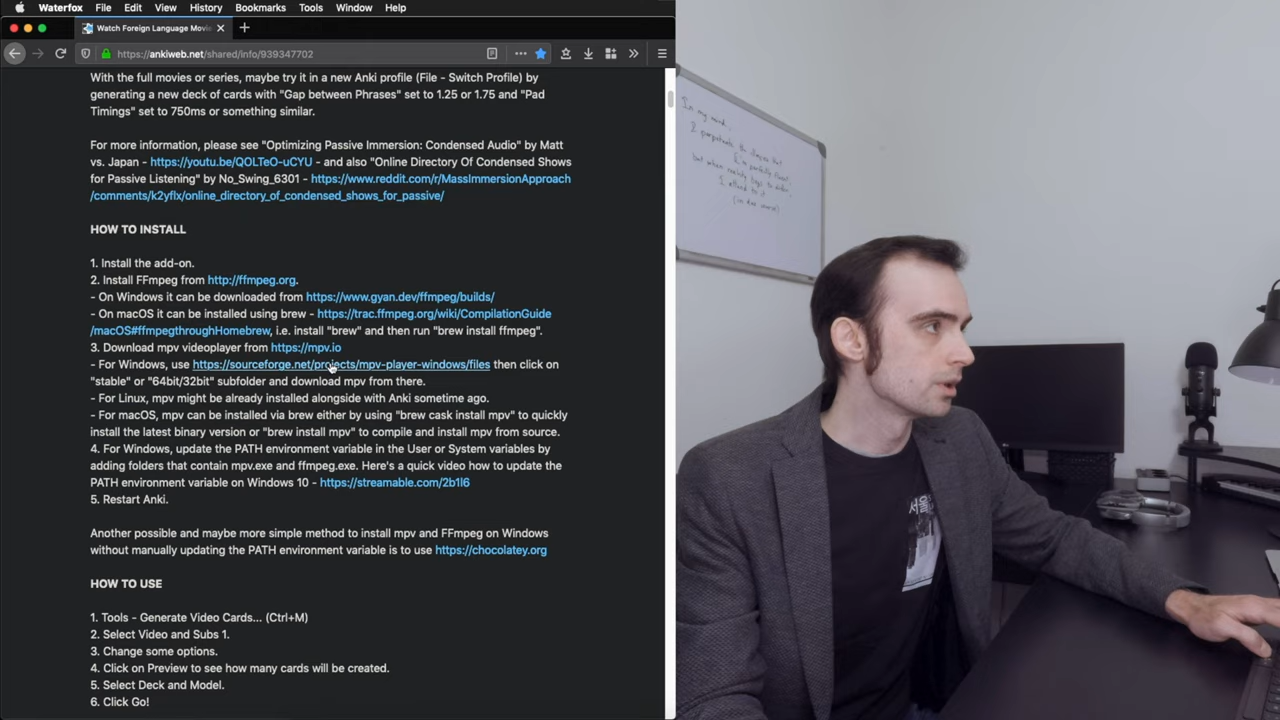 Waterfox File Edit View History Bookmarks Tools Window Help
Watch Foreign Language Movi
https://ankiweb.net/shared/info/939347702
With the full movies or series, maybe try it in a new Anki profile (File - Switch Profile) by
generating a new deck of cards with "Gap between Phrases" set to 1.25 or 1.75 and "Pad
Timings" set to 750ms or something similar.
For more information, please see "Optimizing Passive Immersion: Condensed Audio" by Matt
vs. Japan - https://youtu.be/QOLTeO-uCYU - and also "Online Directory Of Condensed Shows
for Passive Listening" by No_Swing_6301 - https://www.reddit.com/r/MassImmersionApproach
/comments/k2yflx/online_directory_of_condensed_shows_for_passive/
HOW TO INSTALL
1. Install the add-on.
2. Install FFmpeg from http://ffmpeg.org.
- On Windows it can be downloaded from https://www.gyan.dev/ffmpeg/builds/
- On macOS it can be installed using brew - https://trac.ffmpeg.org/wiki/CompilationGuide
/macOS#ffmpegthroughHomebrew, i.e. install "brew" and then run "brew install ffmpeg".
3. Download mpv videoplayer from https://mpv.io
- For Windows, use https://sourceforge.net/projects/mpv-player-windows/files then click on
"stable" or "64bit/32bit" subfolder and download mpv from there.
- For Linux, mpv might be already installed alongside with Anki sometime ago.
- For macOS, mpv can be installed via brew either by using "brew cask install mpv" to quickly
install the latest binary version or "brew install mpv" to compile and install mpv from source.
4. For Windows, update the PATH environment variable in the User or System variables by
adding folders that contain mpv.exe and ffmpeg.exe. Here's a quick video how to update the
PATH environment variable on Windows 10 - https://streamable.com/2b1l6
5. Restart Anki.
Another possible and maybe more simple method to install mpv and FFmpeg on Windows
without manually updating the PATH environment variable is to use https://chocolatey.org
HOW TO USE
1. Tools - Generate Video Cards... (Ctrl+M)
2. Select Video and Subs 1.
3. Change some options.
4. Click on Preview to see how many cards will be created.
5. Select Deck and Model.
6. Click Go!
In my mind,
I perpetuate the illusion that
I'm perfectly
but when reality begs to
I
서울